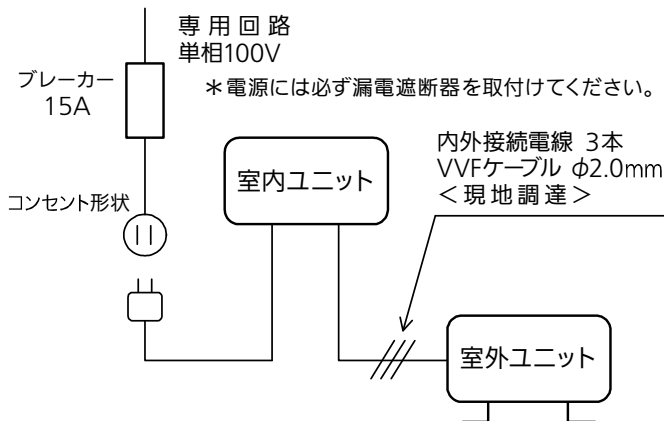 専用回路
単相100V
*電源には必ず漏電遮断器を取付けてください。
ブレーカー
15A
内外接続電線 3本
VVFケーブル φ2.0mm
<現地調達>
室内ユニット
コンセント形状
室外ユニット